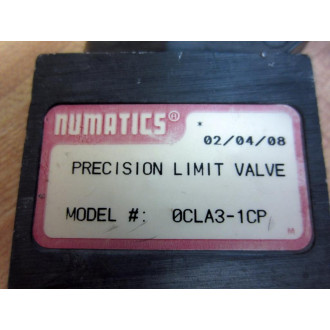 NUMATICS®
02/04/08
PRECISION LIMIT VALVE
MODEL #: 0CLA3-1CP